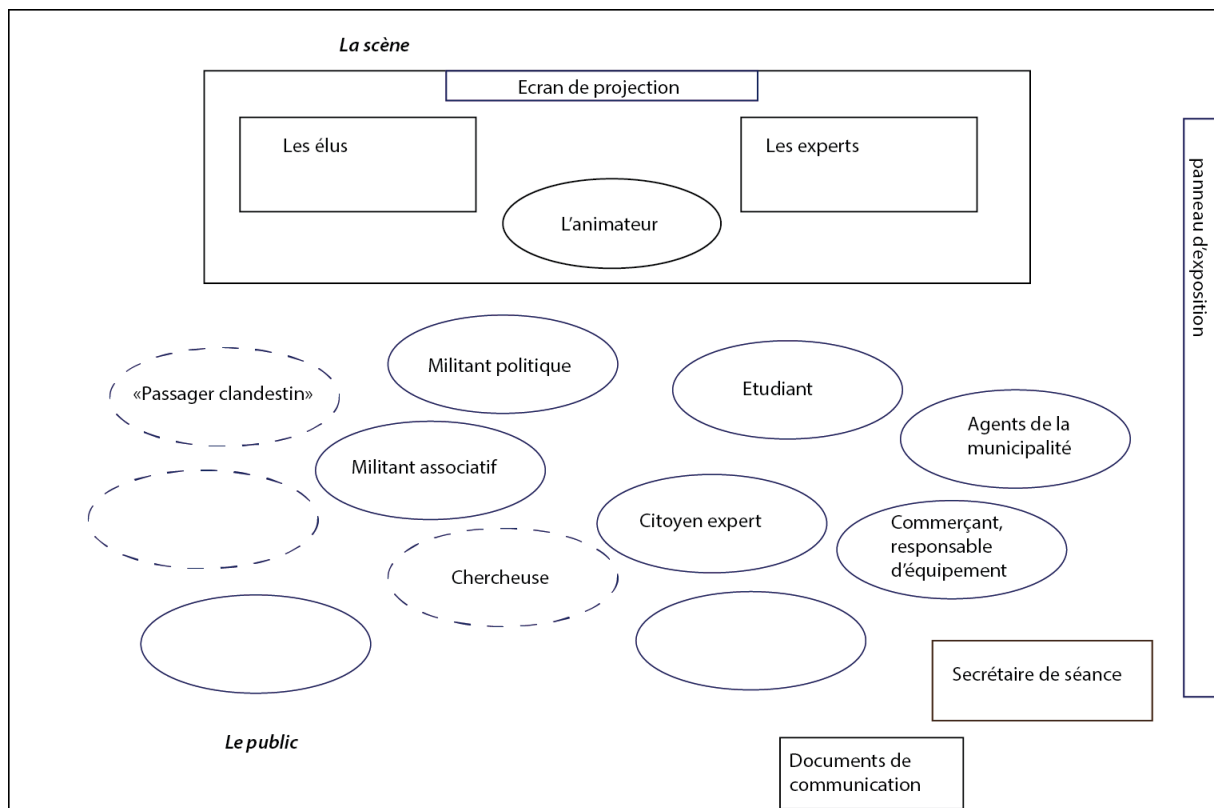 La scène
Ecran de projection
Les élus
Les experts
L'animateur
panneau d'exposition
Militant politique
«Passager clandestin»
Etudiant
Agents de la
municipalité
Militant associatif
Citoyen expert
Commerçant,
responsable
d'équipement
Chercheuse
Secrétaire de séance
Le public
Documents de
communication